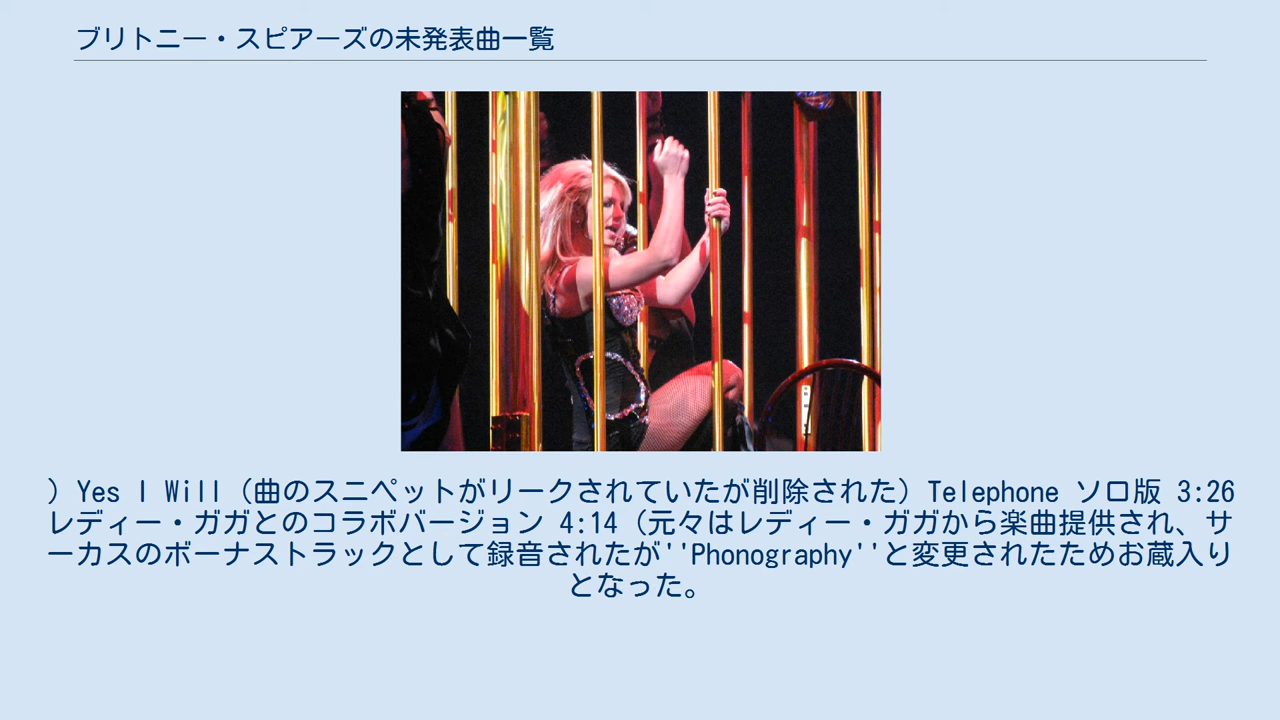 ブリトニー・スピアーズの未発表曲一覧
）Yes I Will（曲のスニペットがリークされていたが削除された）Telephone ソロ版 3:26
レディー・ガガとのコラボバージョン 4:14（元々はレディー・ガガから楽曲提供され、サ
ーカスのボーナストラックとして録音されたが''Phonography''と変更されたためお蔵入り
となった。